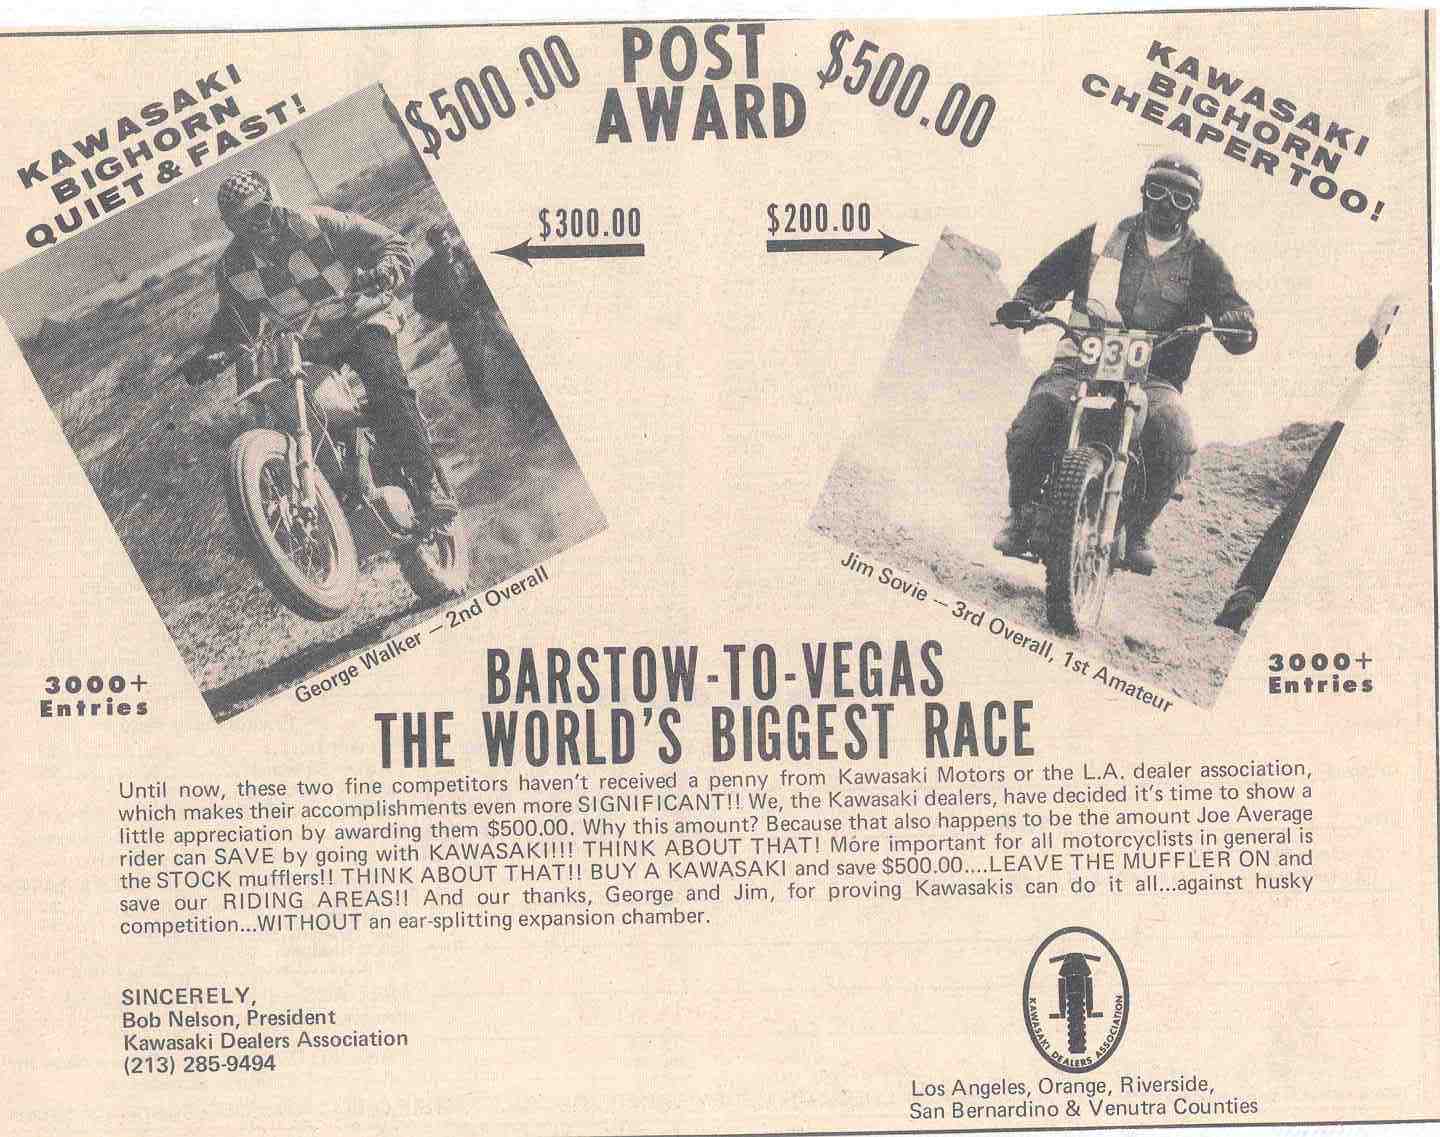 POST
AWARD
$500.00
$500.00
KAWASAKI
BIGHORN
QUIET & FAST!
KAWASAKI
BIGHORN
CHEAPER TOO!
$300.00
$200.00
930
George Walker — 2nd Overall
Jim Sovie — 3rd Overall, 1st Amateur
3000+
Entries
3000+
Entries
BARSTOW-TO-VEGAS
THE WORLD'S BIGGEST RACE
Until now, these two fine competitors haven't received a penny from Kawasaki Motors or the L.A. dealer association,
which makes their accomplishments even more SIGNIFICANT!! We, the Kawasaki dealers, have decided it's time to show a
little appreciation by awarding them $500.00. Why this amount? Because that also happens to be the amount Joe Average
rider can SAVE by going with KAWASAKI!!! THINK ABOUT THAT! More important for all motorcyclists in general is
the STOCK mufflers!! THINK ABOUT THAT!! BUY A KAWASAKI and save $500.00....LEAVE THE MUFFLER ON and
save our RIDING AREAS!! And our thanks, George and Jim, for proving Kawasakis can do it all...against husky
competition...WITHOUT an ear-splitting expansion chamber.
SINCERELY,
Bob Nelson, President
Kawasaki Dealers Association
(213) 285-9494
KAWASAKI DEALERS ASSOCIATION
Los Angeles, Orange, Riverside,
San Bernardino & Venutra Counties